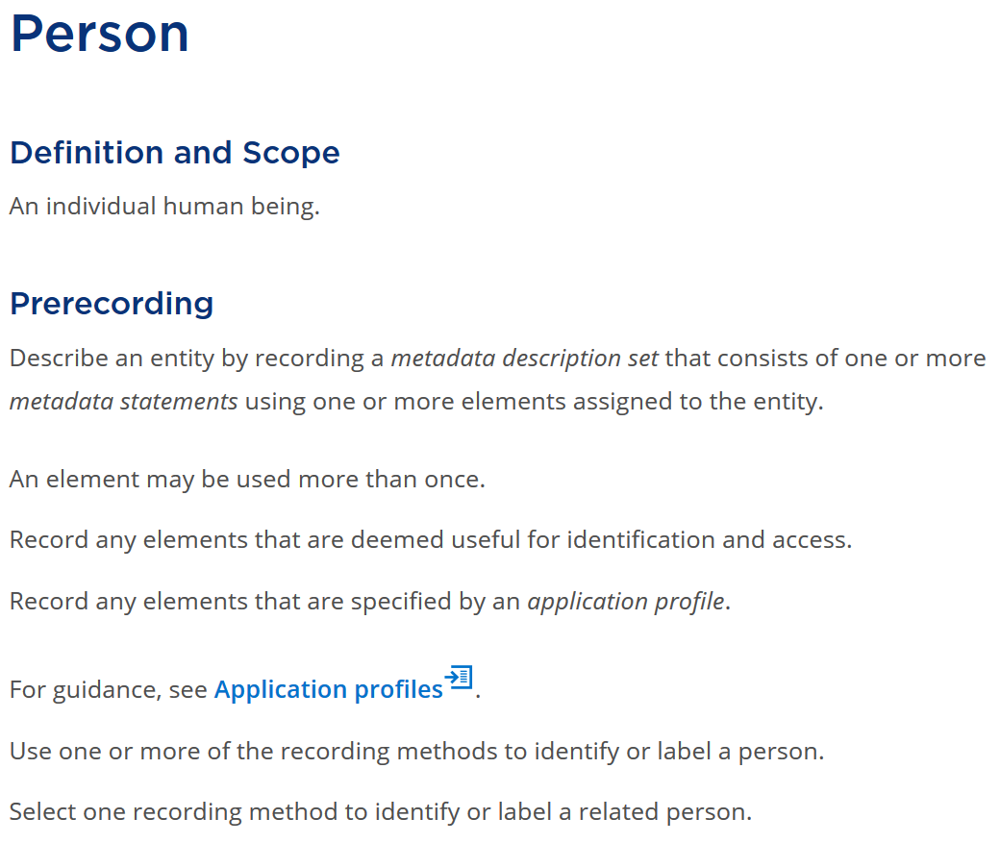 Person
Definition and Scope
An individual human being.
Prerecording
Describe an entity by recording a metadata description set that consists of one or more
metadata statements using one or more elements assigned to the entity.
An element may be used more than once.
Record any elements that are deemed useful for identification and access.
Record any elements that are specified by an application profile.
For guidance, see Application profiles.
Use one or more of the recording methods to identify or label a person.
Select one recording method to identify or label a related person.